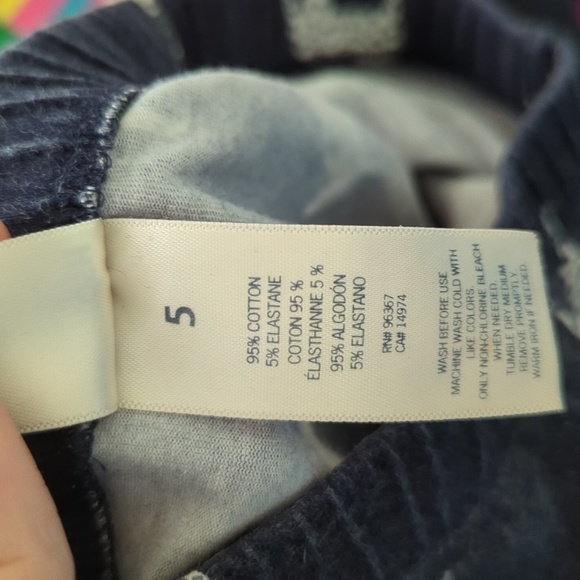 5
95% COTTON
5% ELASTANE
COTON 95 %
ÉLASTHANNE 5 %
95% ALGODÓN
5% ELASTANO
RN# 96367
CA# 14974
WASH BEFORE USE
MACHINE WASH COLD WITH
LIKE COLORS.
ONLY NON-CHLORINE BLEACH
WHEN NEEDED.
TUMBLE DRY MEDIUM
REMOVE PROMPTLY.
WARM IRON IF NEEDED